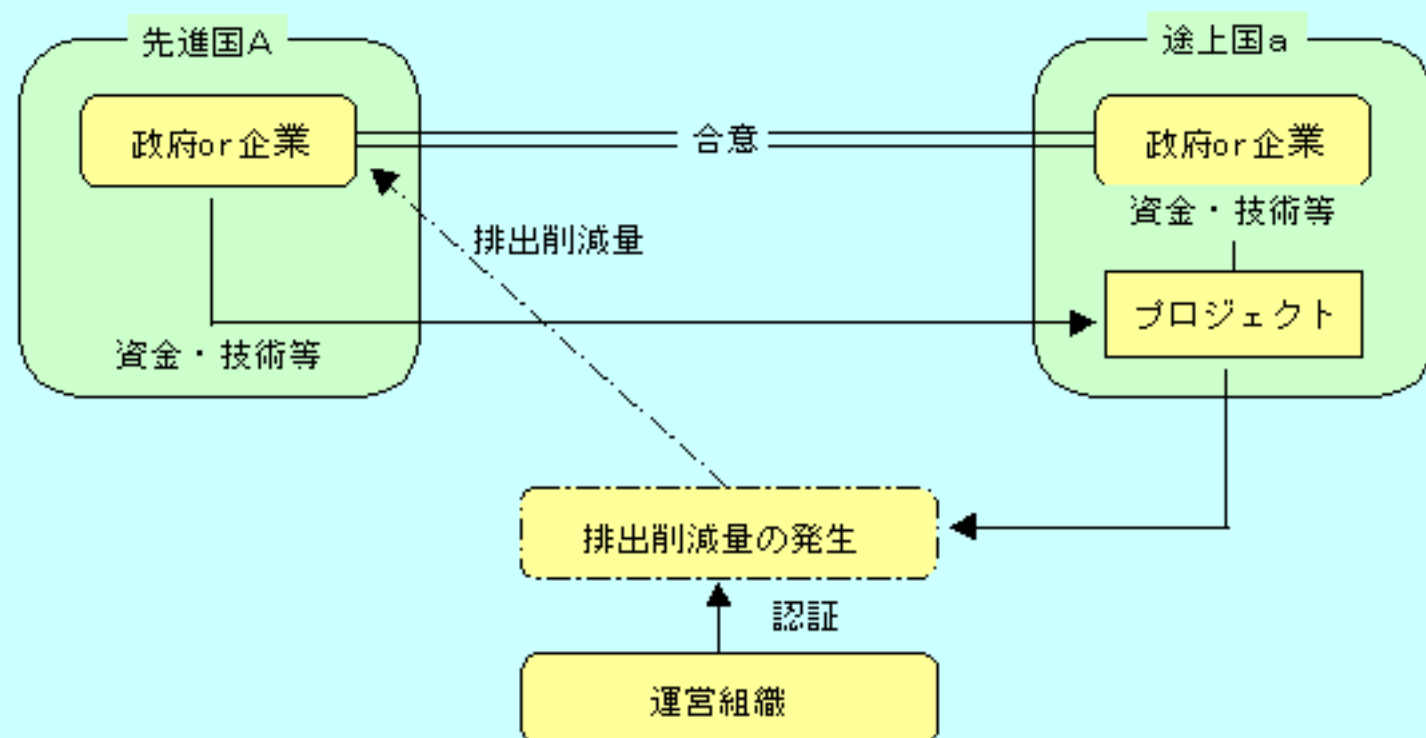 先進国A
途上国a
政府or企業
合意
政府or企業
資金・技術等
排出削減量
プロジェクト
資金・技術等
排出削減量の発生
認証
運営組織